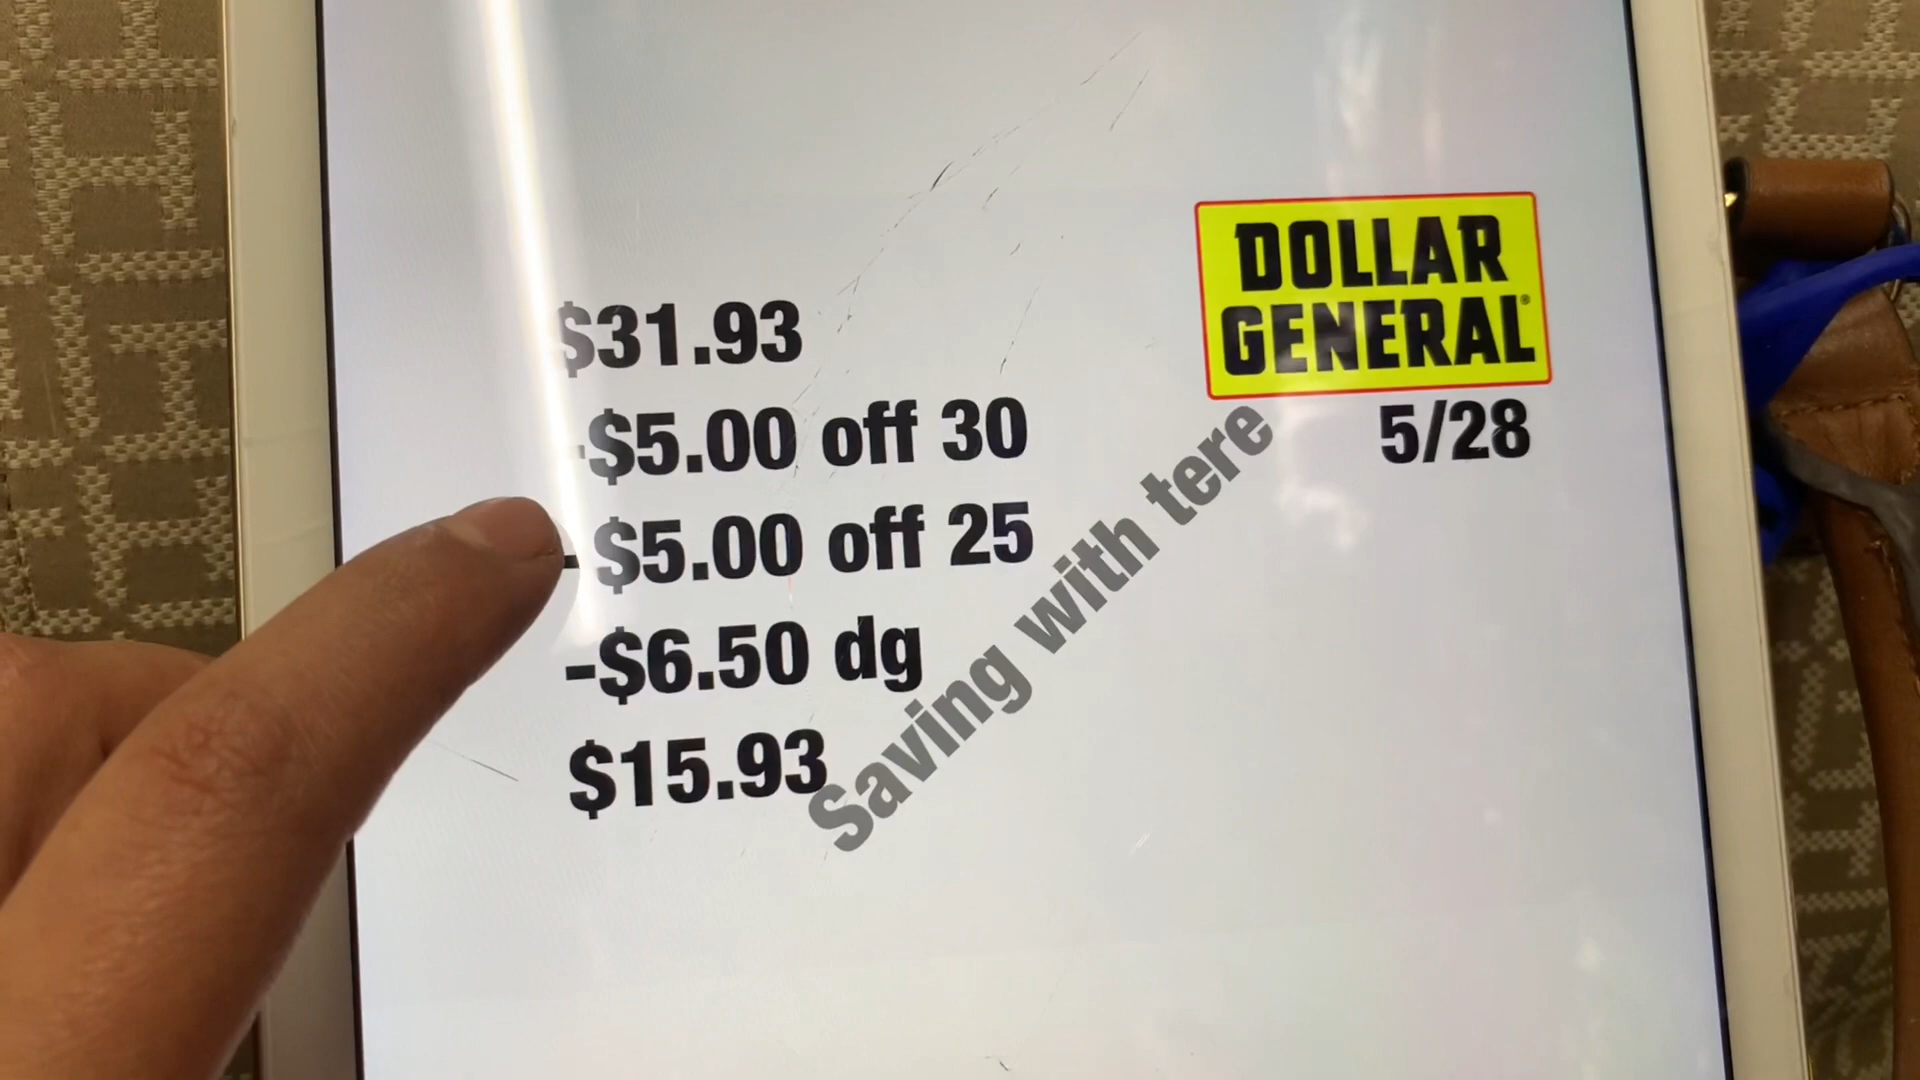 DOLLAR
GENERAL®
5/28
$31.93
-$5.00 off 30
-$5.00 off 25
-$6.50 dg
$15.93
Saving with tere